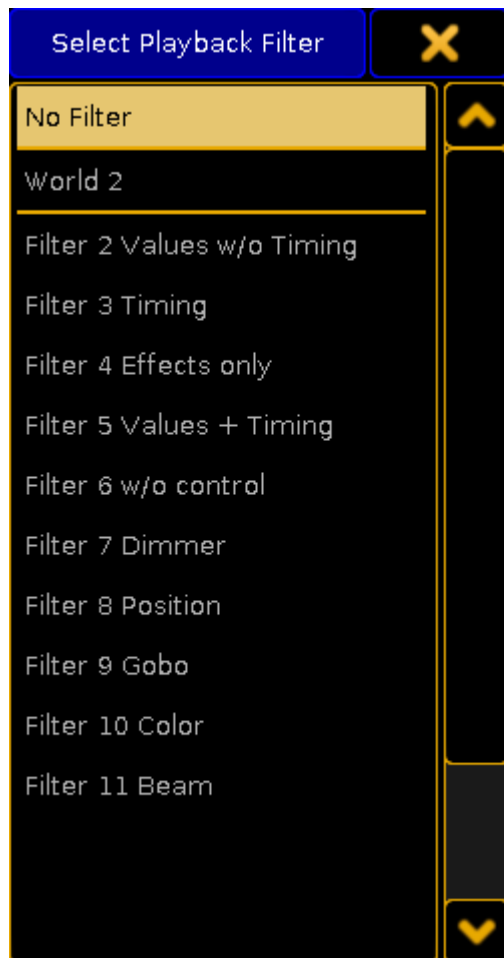 Select Playback Filter
No Filter
World 2
Filter 2 Values w/o Timing
Filter 3 Timing
Filter 4 Effects only
Filter 5 Values + Timing
Filter 6 w/o control
Filter 7 Dimmer
Filter 8 Position
Filter 9 Gobo
Filter 10 Color
Filter 11 Beam